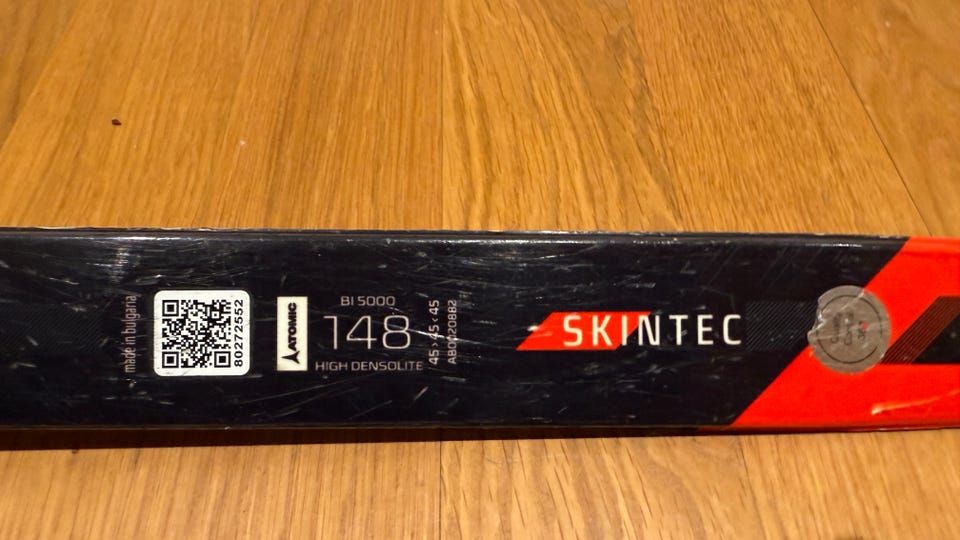 made in bulgaria
80272552
ATOMIC
BI 5000
148
HIGH DENSOLITE
45›45‹45
AB0020882
SKINTEC